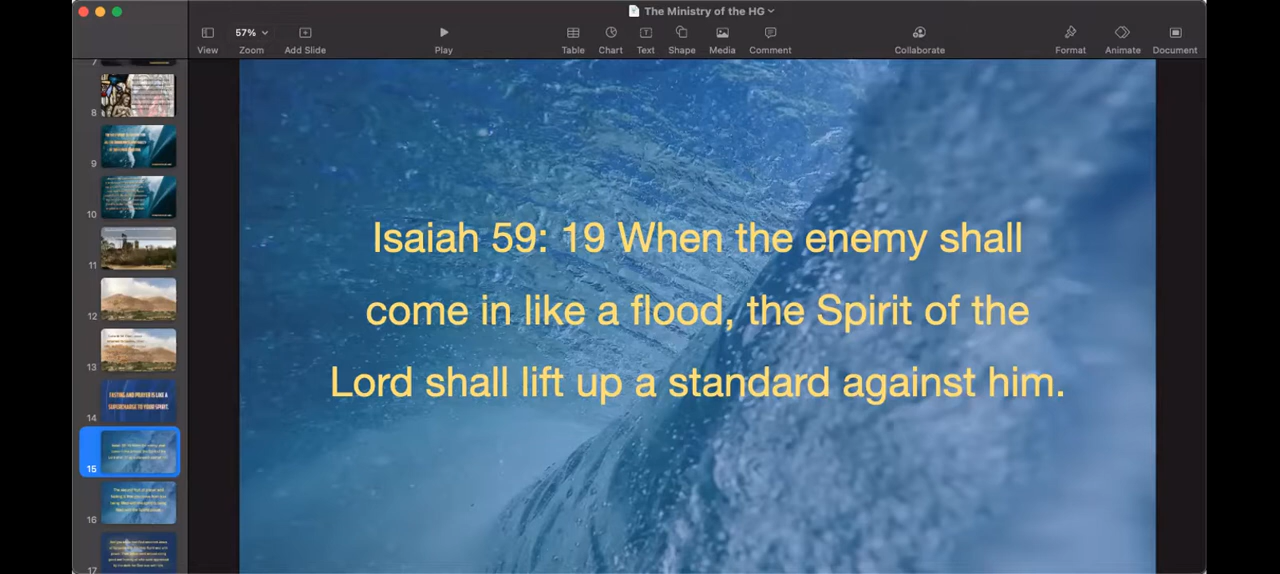 The Ministry of the HG
57%
View
Zoom
Add Slide
Play
Table
Chart
Text
Shape
Media
Comment
Collaborate
Format
Animate
Document
7
8
9
10
11
12
13
14
FASTING AND PRAYER IS LIKE A
SUPERCHARGE TO YOUR SPIRIT.
15
16
17
Isaiah 59: 19 When the enemy shall
come in like a flood, the Spirit of the
Lord shall lift up a standard against him.